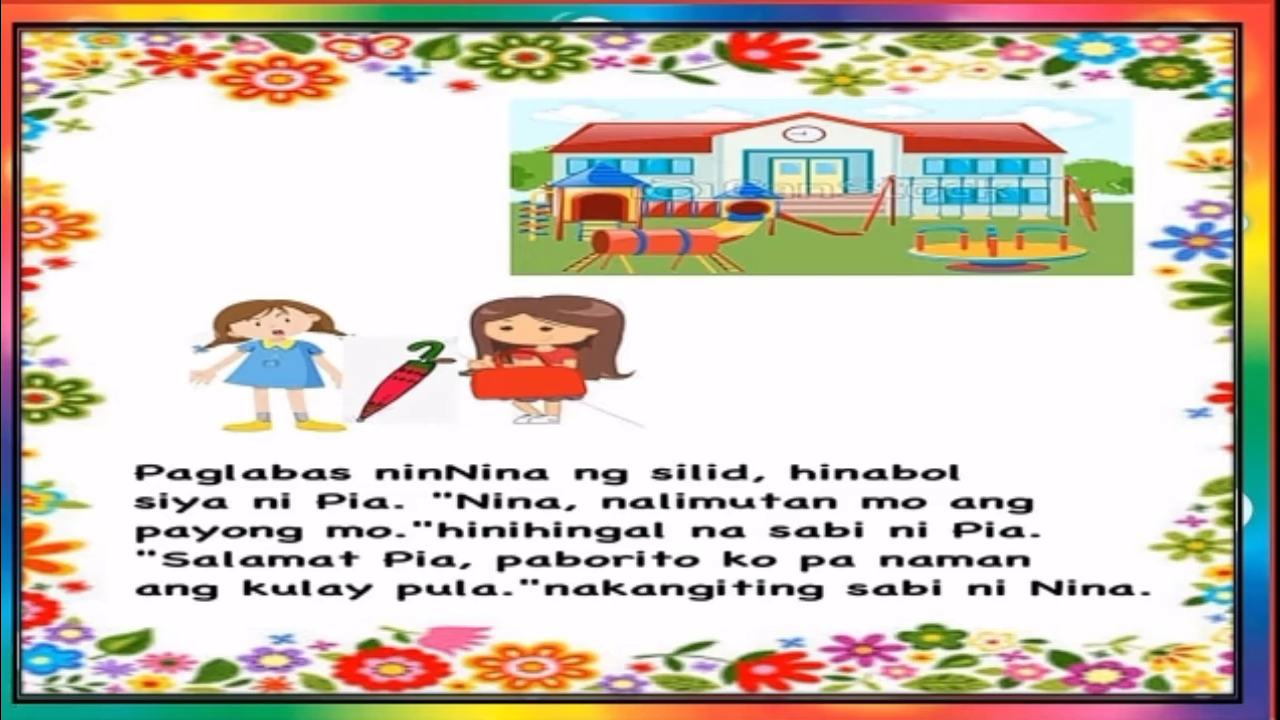 Paglabas ninNina ng silid, hinabol
siya ni Pia. "Nina, nalimutan mo ang
payong mo."hinihingal na sabi ni Pia.
"Salamat Pia, paborito ko pa naman
ang kulay pula."nakangiting sabi ni Nina.